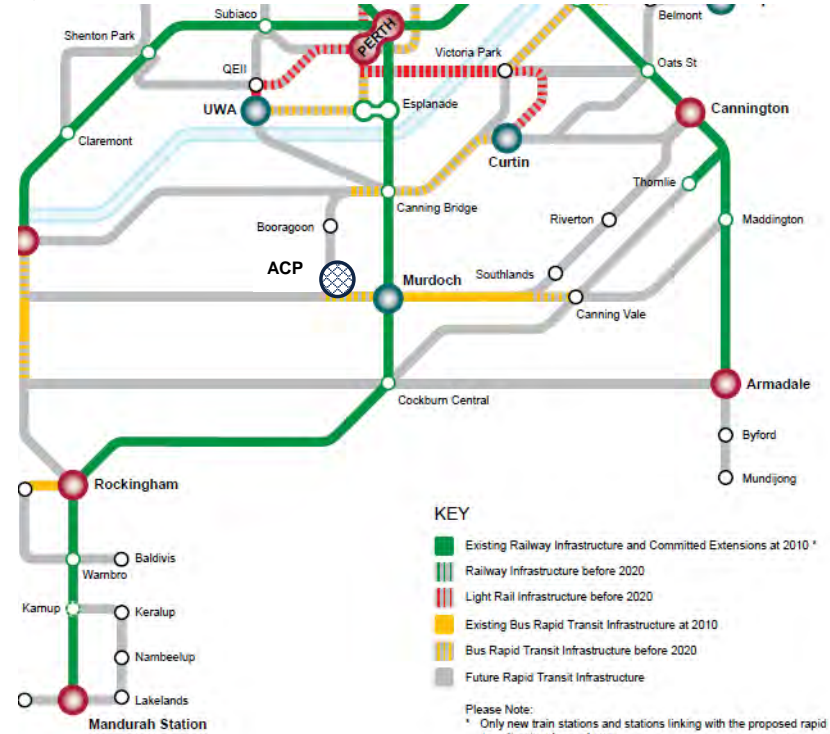 Subiaco
Belmont
Shenton Park
PERTH
Victoria Park
QEII
Oats St
UWA
Esplanade
Cannington
Claremont
Curtin
Thornlie
Canning Bridge
Booragoon
Riverton
Maddington
ACP
Murdoch
Southlands
Canning Vale
Armadale
Cockburn Central
Byford
Rockingham
Mundijong
KEY
Existing Railway Infrastructure and Committed Extensions at 2010 *
Railway Infrastructure before 2020
Light Rail Infrastructure before 2020
Existing Bus Rapid Transit Infrastructure at 2010
Bus Rapid Transit Infrastructure before 2020
Future Rapid Transit Infrastructure
Baldivis
Warnbro
Karnup
Keralup
Nambeelup
Lakelands
Mandurah Station
Please Note:
* Only new train stations and stations linking with the proposed rapid